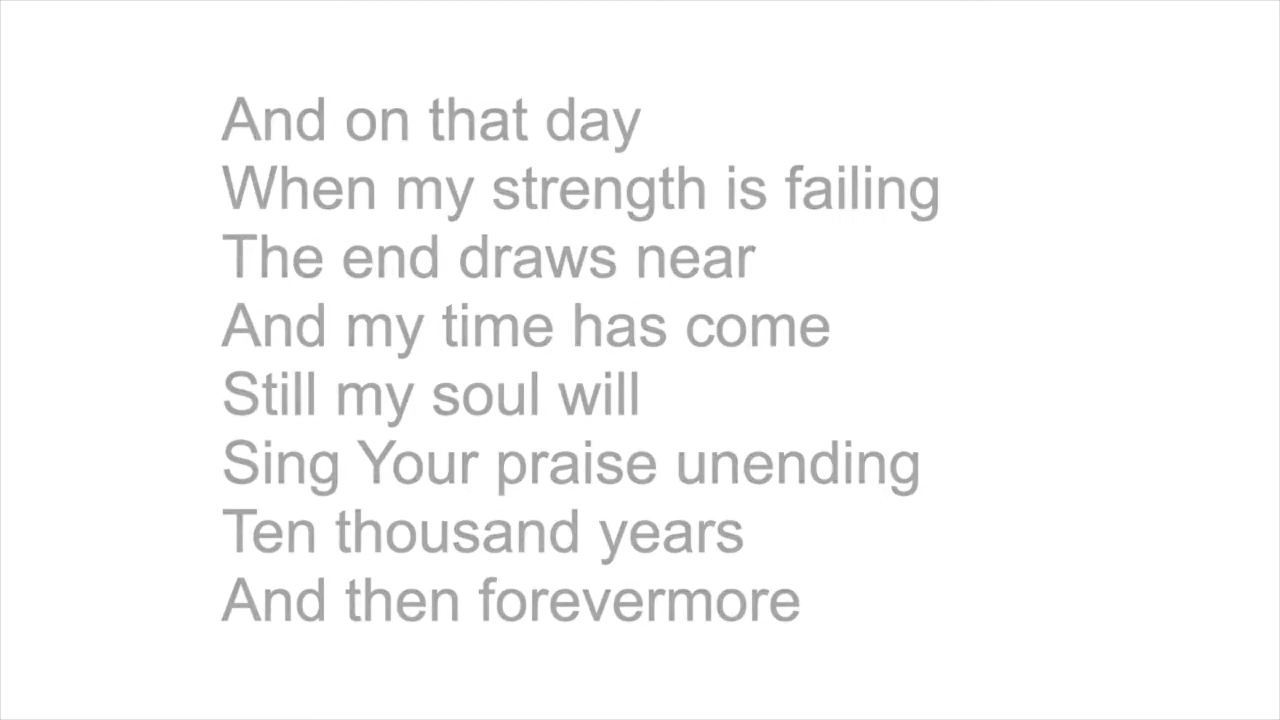 And on that day
When my strength is failing
The end draws near
And my time has come
Still my soul will
Sing Your praise unending
Ten thousand years
And then forevermore